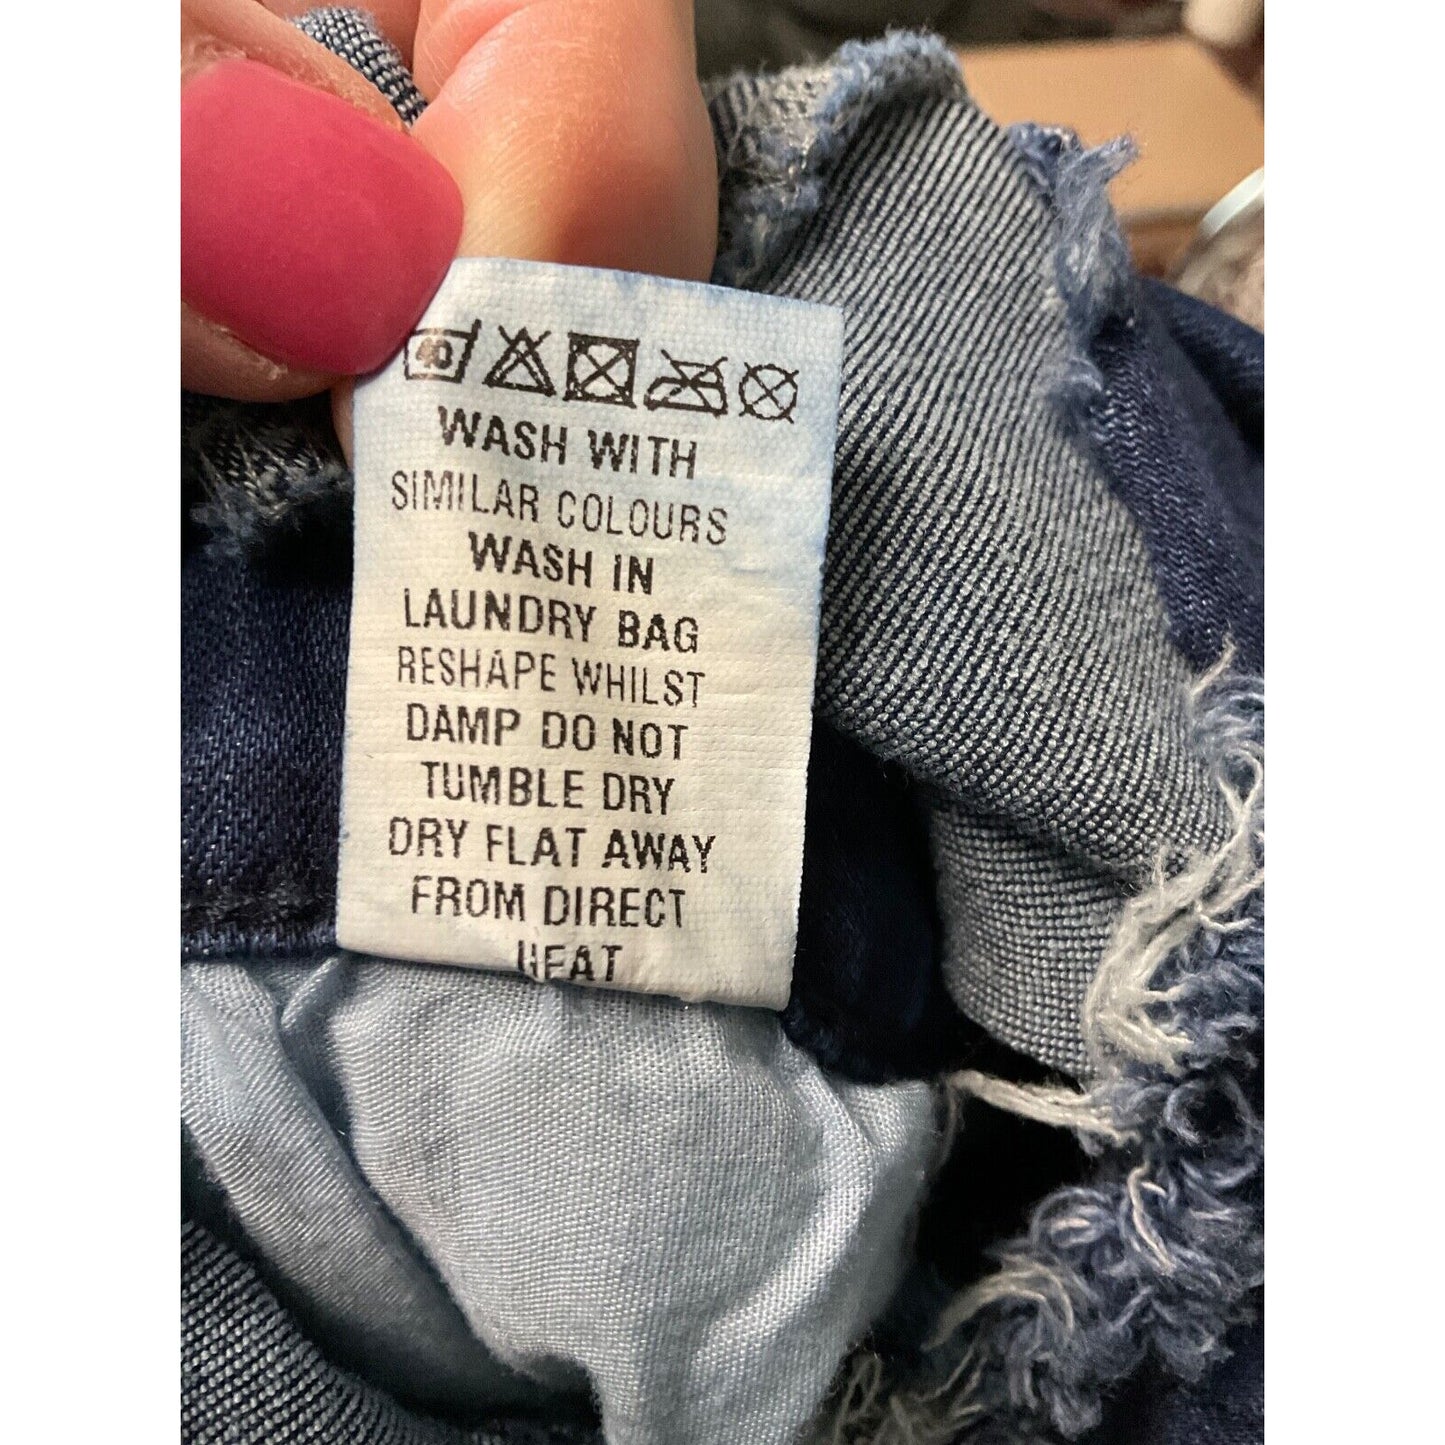 40
WASH WITH
SIMILAR COLOURS
WASH IN
LAUNDRY BAG
RESHAPE WHILST
DAMP DO NOT
TUMBLE DRY
DRY FLAT AWAY
FROM DIRECT
HEAT